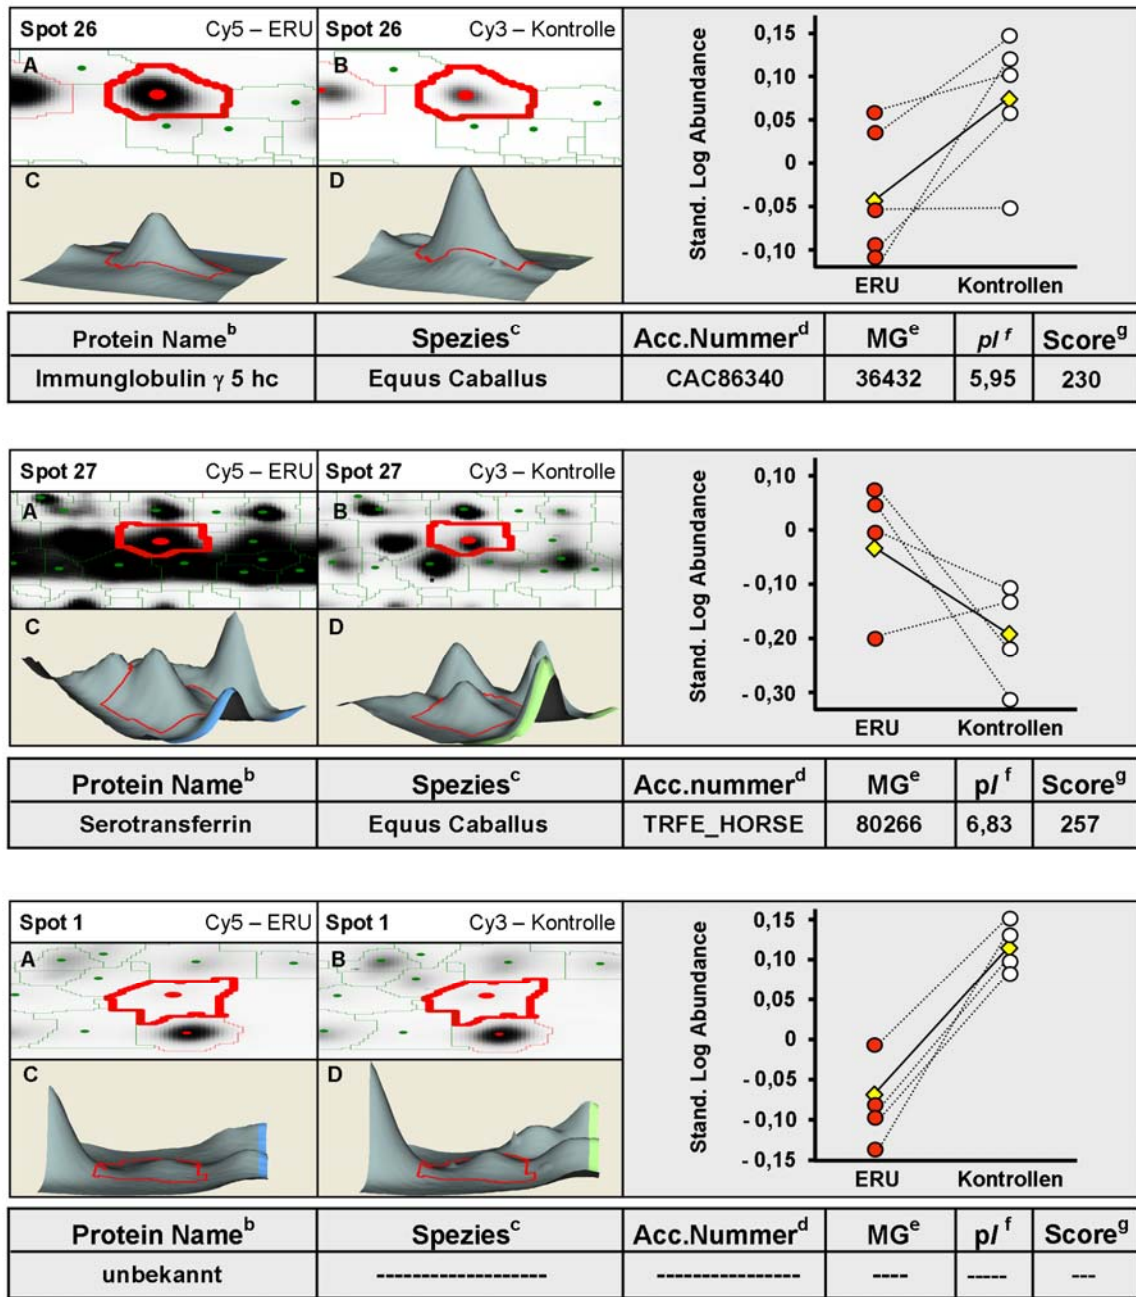 Spot 26 Cy5 – ERU Spot 26 Cy3 – Kontrolle
A B
C D
0,15
0,10
0,05
0
- 0,05
- 0,10
Stand. Log Abundance
ERU Kontrollen
Protein Name^b Spezies^c Acc.Nummer^d MG^e pI^f Score^g
Immunglobulin γ 5 hc Equus Caballus CAC86340 36432 5,95 230
Spot 27 Cy5 – ERU Spot 27 Cy3 – Kontrolle
A B
C D
0,10
0
- 0,10
- 0,20
- 0,30
Stand. Log Abundance
ERU Kontrollen
Protein Name^b Spezies^c Acc.nummer^d MG^e pI^f Score^g
Serotransferrin Equus Caballus TRFE_HORSE 80266 6,83 257
Spot 1 Cy5 – ERU Spot 1 Cy3 – Kontrolle
A B
C D
0,15
0,10
0,05
0
- 0,05
- 0,10
- 0,15
Stand. Log Abundance
ERU Kontrollen
Protein Name^b Spezies^c Acc.Nummer^d MG^e pI^f Score^g
unbekannt ------------------- ---------------- ---- ----- ---